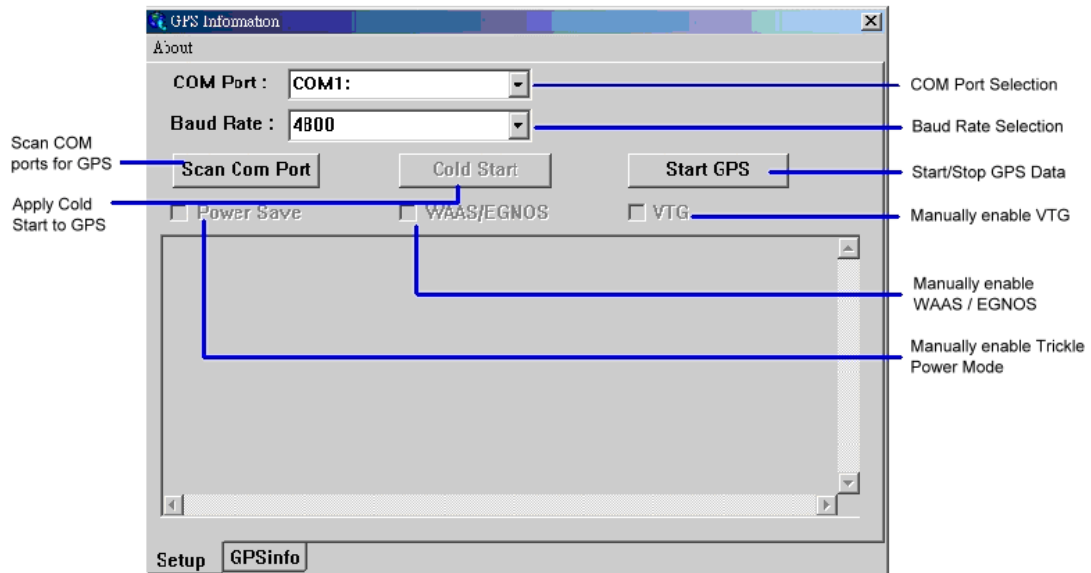 GPS Information
About
COM Port : COM1:
COM Port Selection
Baud Rate : 4800
Baud Rate Selection
Scan COM
ports for GPS
Scan Com Port Cold Start Start GPS
Start/Stop GPS Data
Apply Cold
Start to GPS
Power Save WAAS/EGNOS VTG
Manually enable VTG
Manually enable
WAAS / EGNOS
Manually enable Trickle
Power Mode
Setup GPSinfo